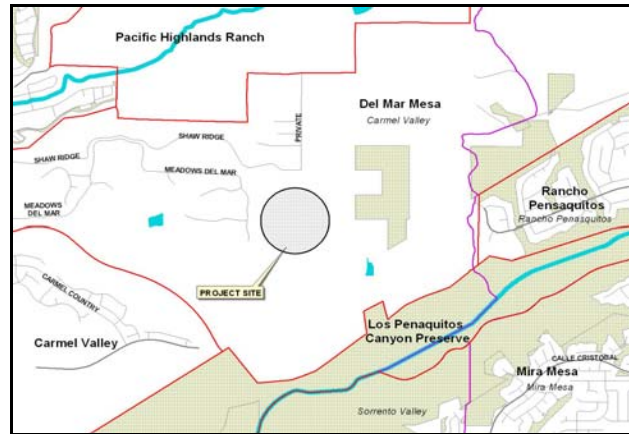 Pacific Highlands Ranch
Del Mar Mesa
Carmel Valley
SHAW RIDGE
PRIVATE
SHAW RIDGE
MEADOWS DEL MAR
Rancho
Pensaquitos
Rancho Penasquitos
MEADOWS
DEL MAR
PROJECT SITE
CARMEL COUNTRY
Los Penaquitos
Canyon Preserve
Carmel Valley
CALLE CRISTOBAL
Mira Mesa
Mira Mesa
Sorrento Valley